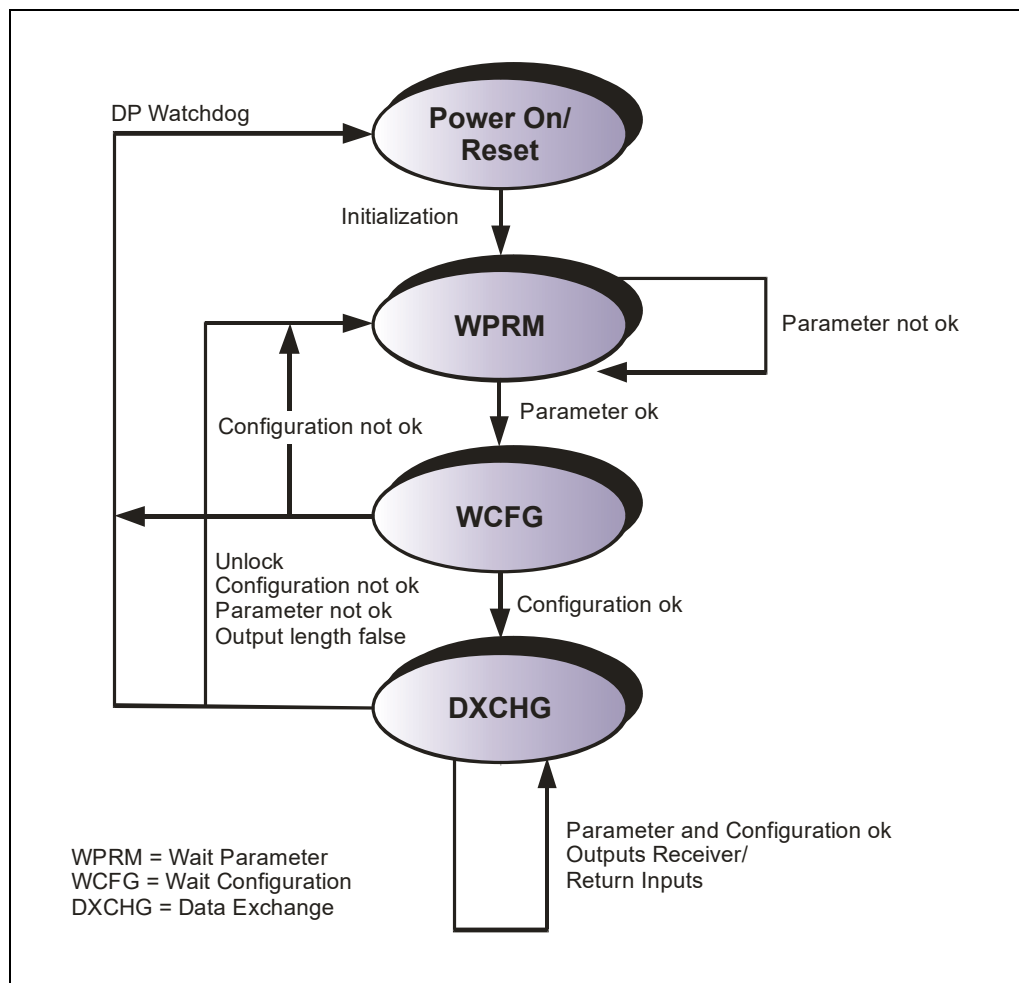 DP Watchdog
Power On/
Reset
Initialization
WPRM
Parameter not ok
Parameter ok
Configuration not ok
WCFG
Unlock
Configuration not ok
Parameter not ok
Output length false
Configuration ok
DXCHG
Parameter and Configuration ok
Outputs Receiver/
Return Inputs
WPRM = Wait Parameter
WCFG = Wait Configuration
DXCHG = Data Exchange